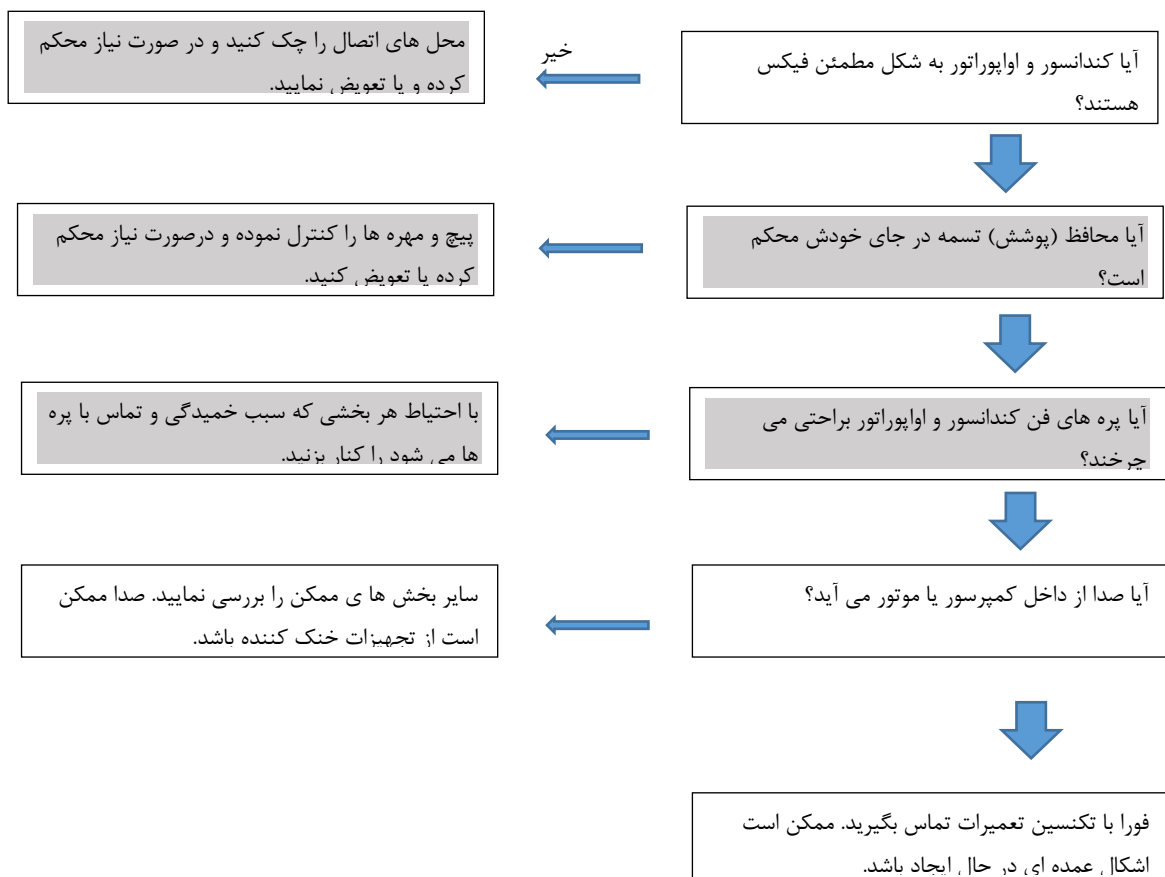 آیا کندانسور و اواپوراتور به شکل مطمئن فیکس
هستند؟
خیر
محل های اتصال را چک کنید و در صورت نیاز محکم
کرده و یا تعویض نمایید.
آیا محافظ (پوشش) تسمه در جای خودش محکم
است؟
پیچ و مهره ها را کنترل نموده و درصورت نیاز محکم
کرده یا تعویض کنید.
آیا پره های فن کندانسور و اواپوراتور براحتی می
چرخند؟
با احتیاط هر بخشی که سبب خمیدگی و تماس با پره
ها می شود را کنار بزنید.
آیا صدا از داخل کمپرسور یا موتور می آید؟
سایر بخش ها ی ممکن را بررسی نمایید. صدا ممکن
است از تجهیزات خنک کننده باشد.
فورا با تکنسین تعمیرات تماس بگیرید. ممکن است
اشکال عمده ای در حال ایجاد باشد.